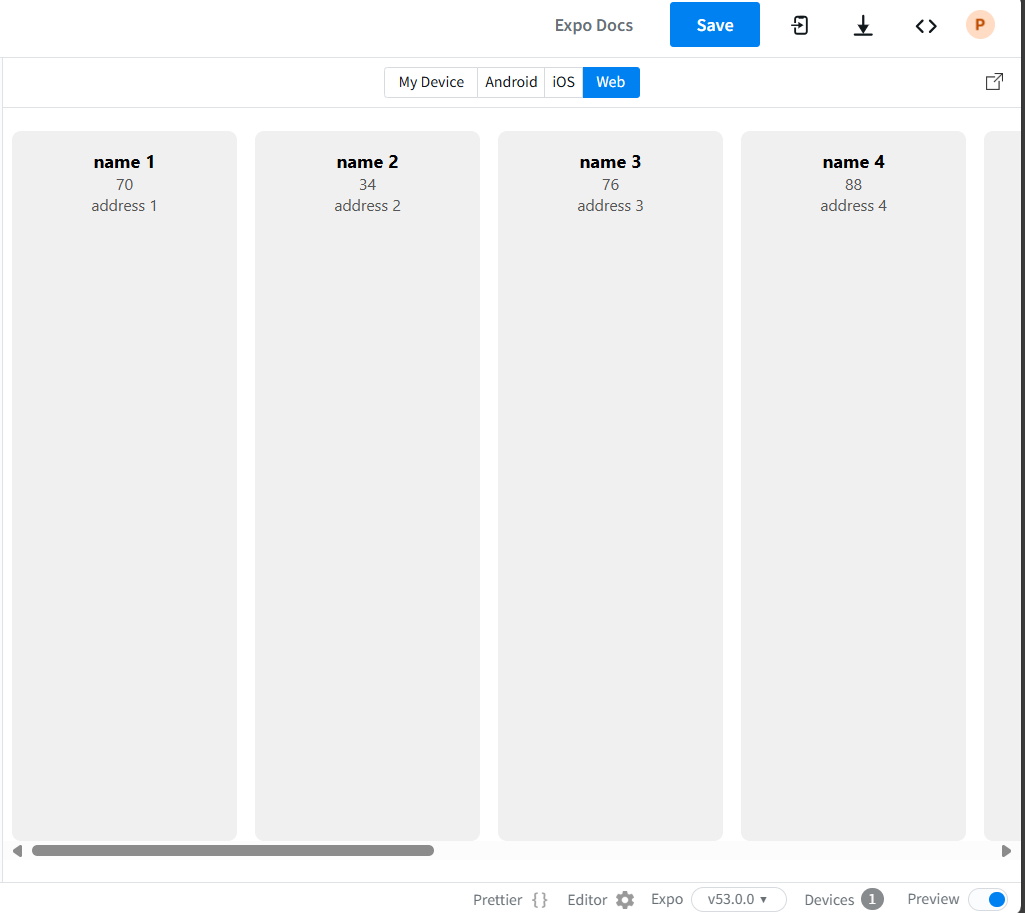 Expo Docs Save P
My Device Android iOS Web
name 1 name 2 name 3 name 4
70 34 76 88
address 1 address 2 address 3 address 4
Prettier {} Editor Expo v53.0.0 Devices 1 Preview